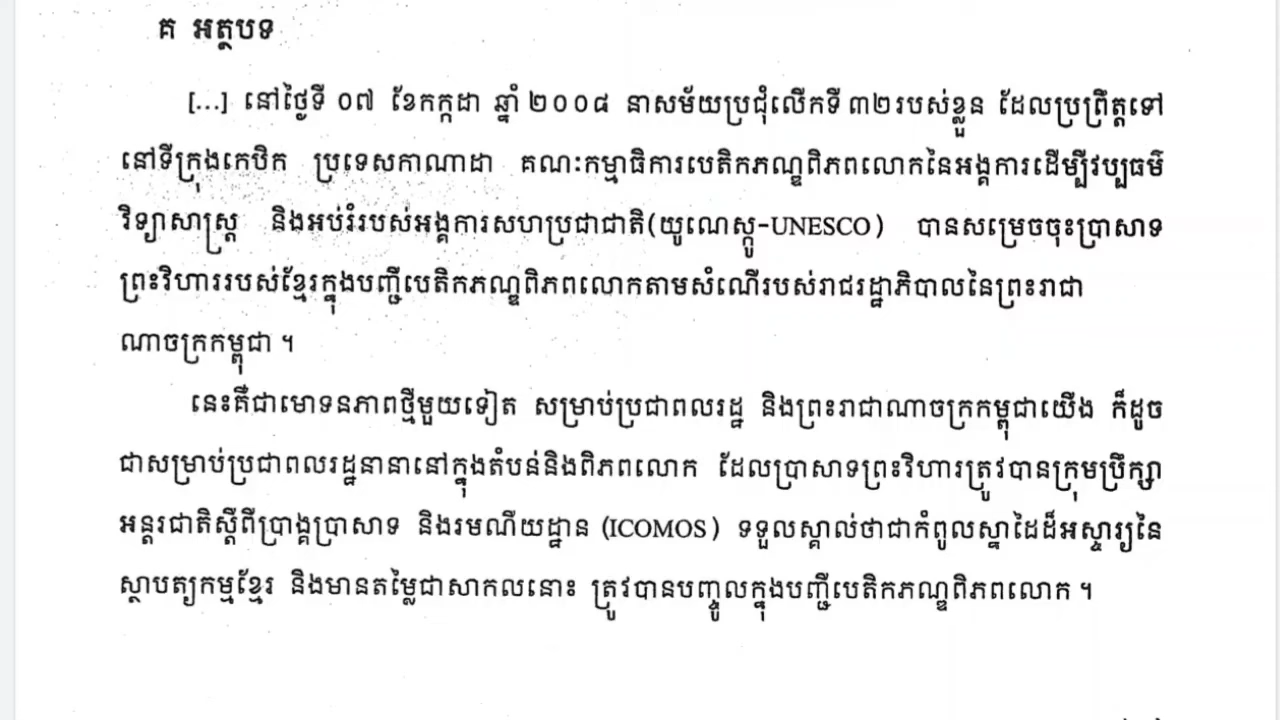 គ អត្ថបទ
[...] នៅថ្ងៃទី ០៧ ខែកក្កដា ឆ្នាំ ២០០៨ នាសម័យប្រជុំលើកទី ៣២របស់ខ្លួន ដែលប្រព្រឹត្តទៅ
នៅទីក្រុងកេបិក ប្រទេសកាណាដា គណៈកម្មាធិការបេតិកភណ្ឌពិភពលោកនៃអង្គការដើម្បីវប្បធម៌
វិទ្យាសាស្ត្រ និងអប់រំរបស់អង្គការសហប្រជាជាតិ(យូណេស្កូ-UNESCO) បានសម្រេចចុះប្រាសាទ
ព្រះវិហាររបស់ខ្មែរក្នុងបញ្ជីបេតិកភណ្ឌពិភពលោកតាមសំណើរបស់រាជរដ្ឋាភិបាលនៃព្រះរាជា
ណាចក្រកម្ពុជា ។
នេះគឺជាមោទនភាពថ្មីមួយទៀត សម្រាប់ប្រជាពលរដ្ឋ និងព្រះរាជាណាចក្រកម្ពុជាយើង ក៏ដូច
ជាសម្រាប់ប្រជាពលរដ្ឋនានានៅក្នុងតំបន់និងពិភពលោក ដែលប្រាសាទព្រះវិហារត្រូវបានក្រុមប្រឹក្សា
អន្តរជាតិស្តីពីប្រាង្គប្រាសាទ និងរមណីយដ្ឋាន (ICOMOS) ទទួលស្គាល់ថាជាកំពូលស្នាដៃដ៏អស្ចារ្យនៃ
ស្ថាបត្យកម្មខ្មែរ និងមានតម្លៃជាសាកលនោះ ត្រូវបានបញ្ចូលក្នុងបញ្ជីបេតិកភណ្ឌពិភពលោក ។